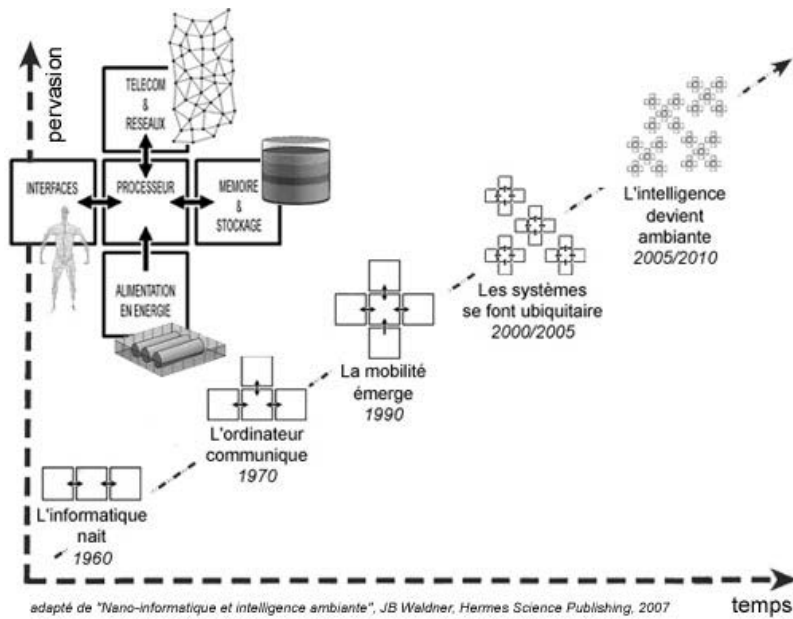 pervasion
TELECOM
&
RESEAUX
INTERFACES
PROCESSEUR
MEMOIRE
&
STOCKAGE
ALIMENTATION
EN ENERGIE
L'informatique
nait
1960
L'ordinateur
communique
1970
La mobilité
émerge
1990
Les systèmes
se font ubiquitaire
2000/2005
L'intelligence
devient
ambiante
2005/2010
temps
adapté de "Nano-informatique et intelligence ambiante", JB Waldner, Hermes Science Publishing, 2007